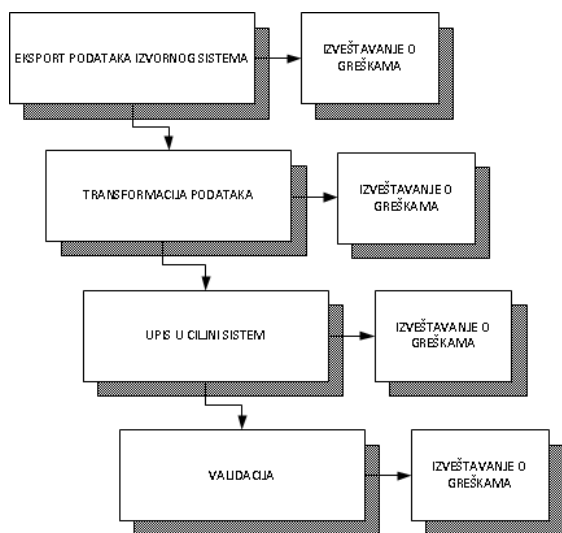 EKSPORT PODATAKA IZVORNOG SISTEMA
IZVEŠTAVANJE O
GREŠKAMA
TRANSFORMACIJA PODATAKA
IZVEŠTAVANJE O
GREŠKAMA
UPIS U CILJNI SISTEM
IZVEŠTAVANJE O
GREŠKAMA
VALIDACIJA
IZVEŠTAVANJE O
GREŠKAMA